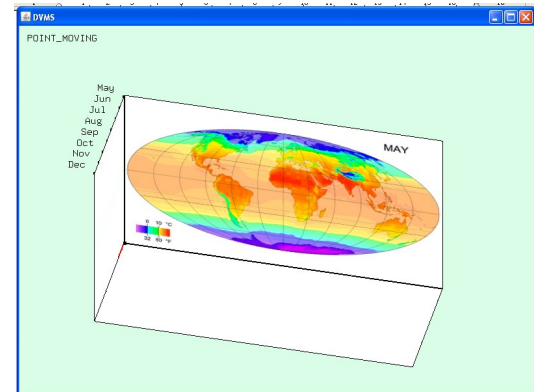 DVMS
POINT_MOVING
May
Jun
Jul
Aug
Sep
Oct
Nov
Dec
MAY
0 10 °C
32 50 °F